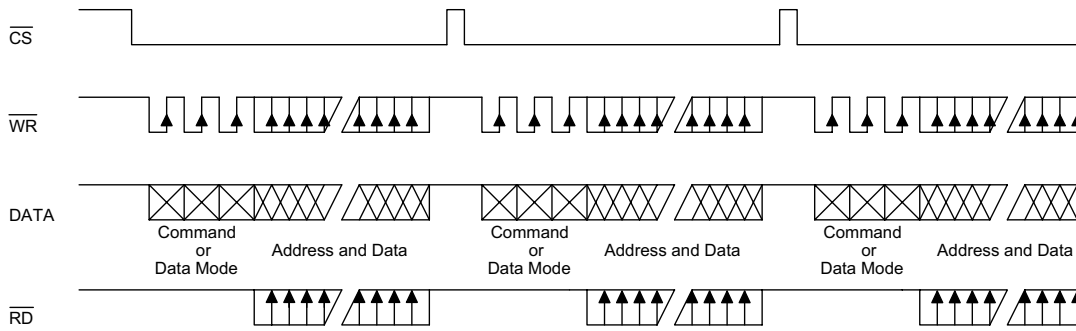 CS
WR
DATA
Command
or
Data Mode
Address and Data
Command
or
Data Mode
Address and Data
Command
or
Data Mode
Address and Data
RD